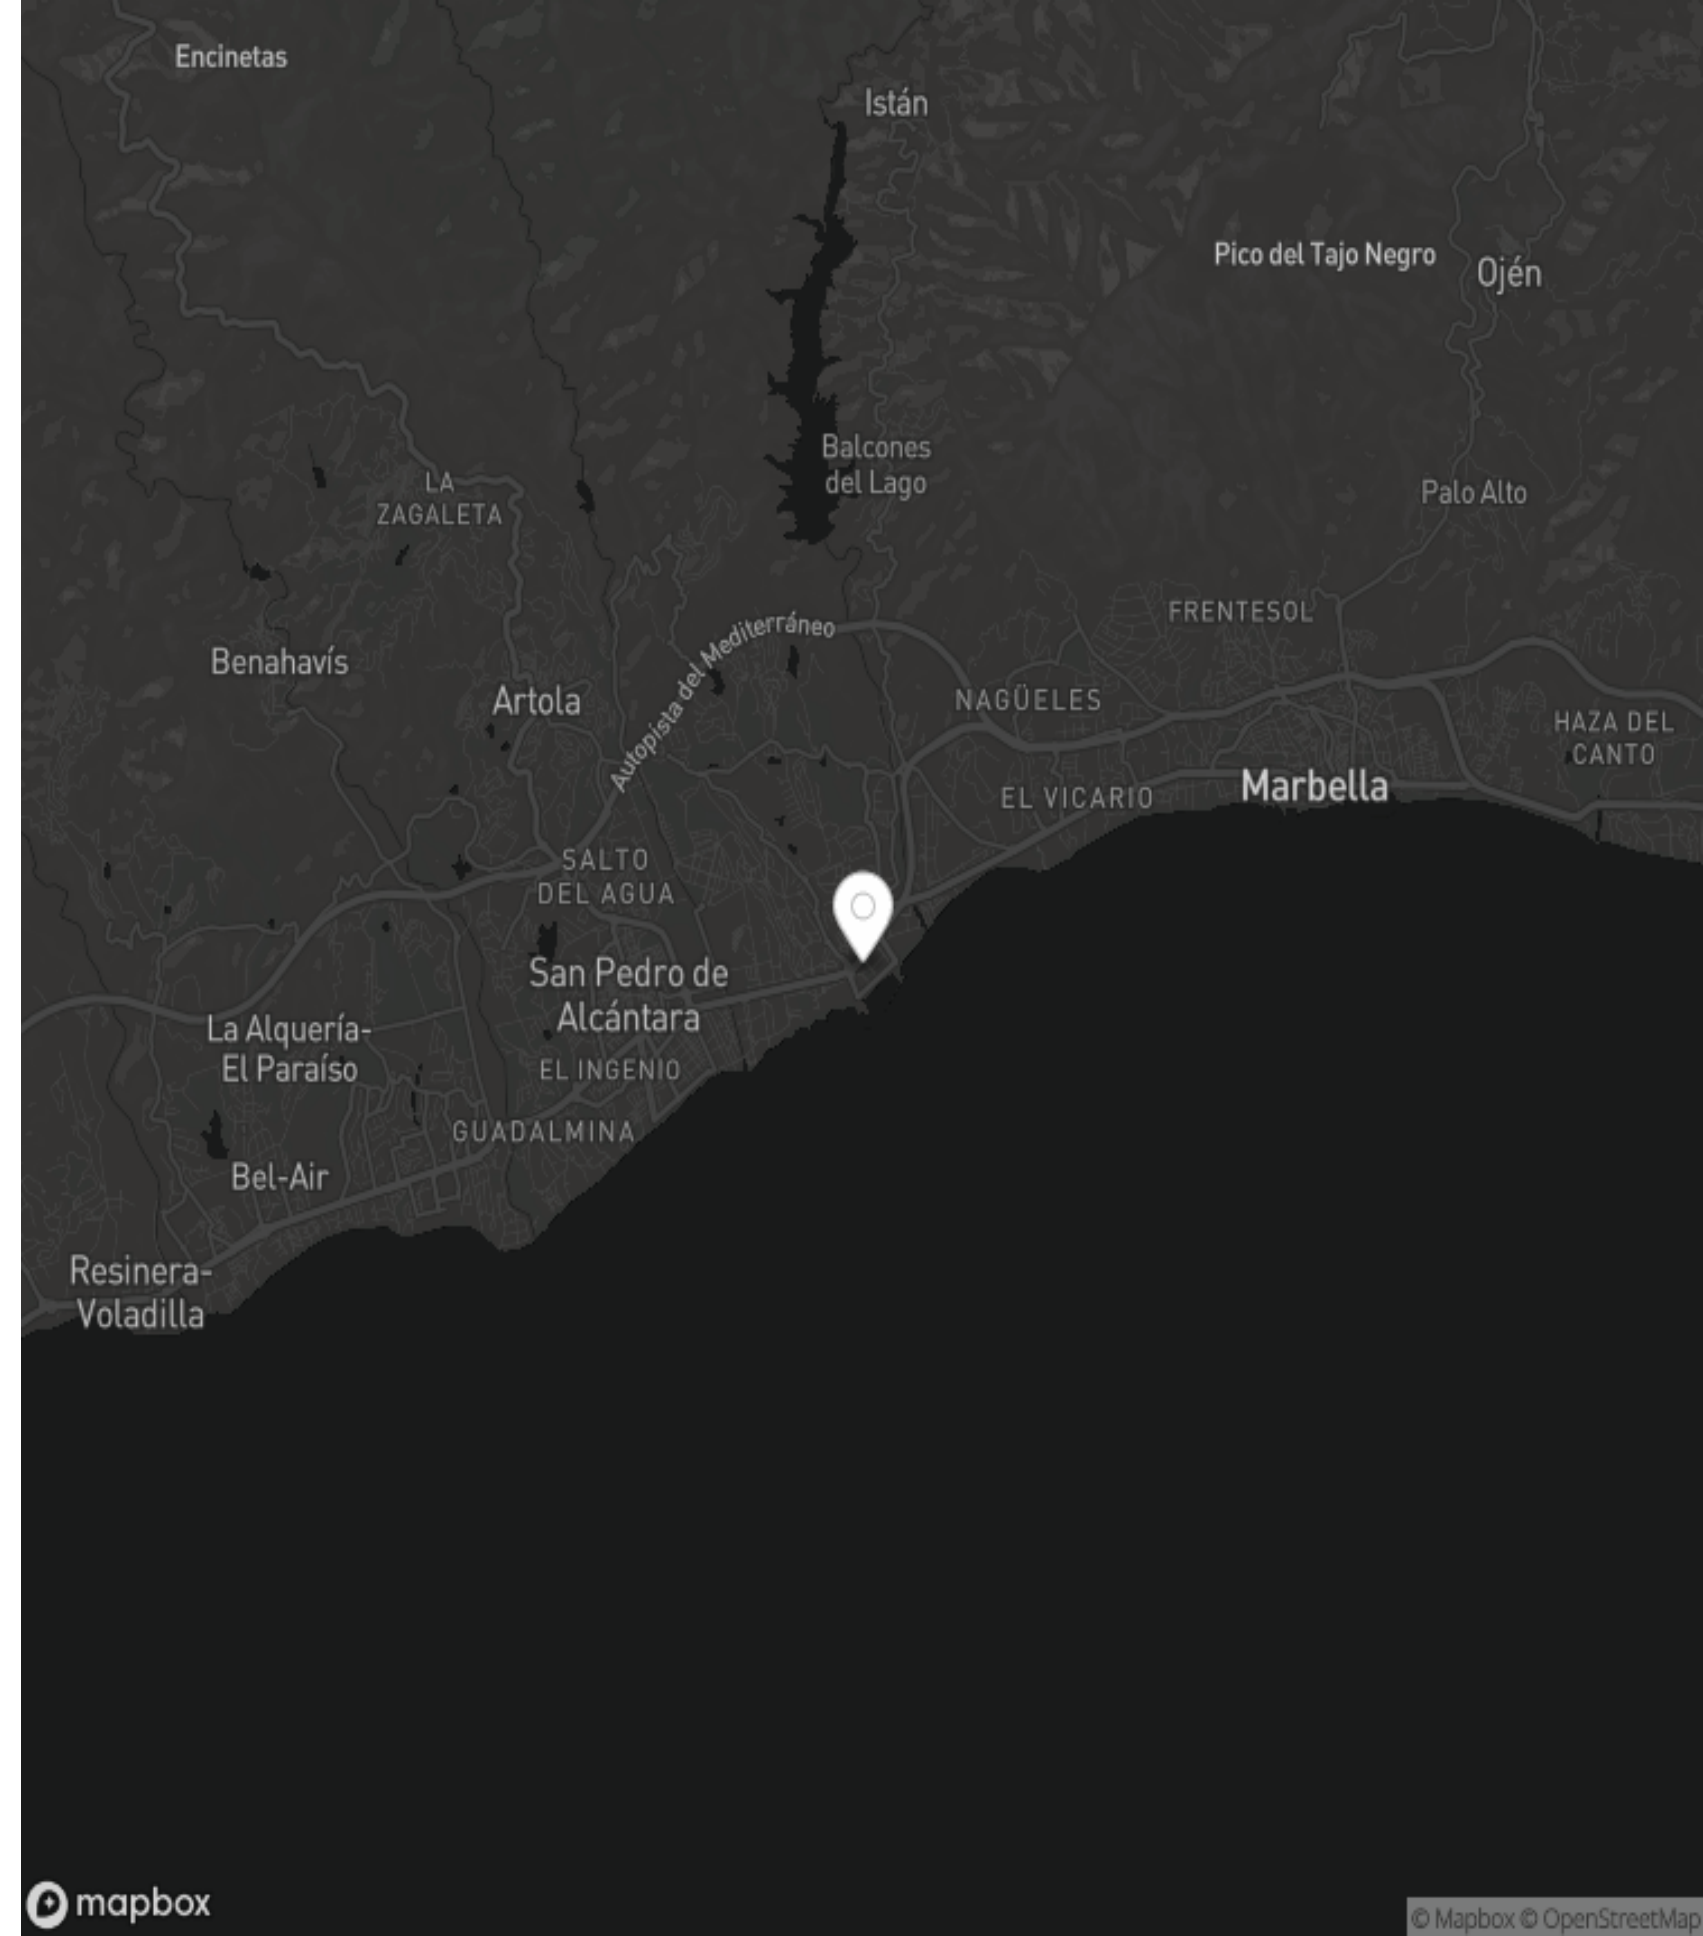 Encinetas
Istán
Pico del Tajo Negro
Ojén
Balcones
del Lago
LA
ZAGALETA
Palo Alto
FRENTESOL
Autopista del Mediterráneo
Benahavís
Artola
NAGÜELES
HAZA DEL
CANTO
EL VICARIO
Marbella
SALTO
DEL AGUA
San Pedro de
Alcántara
La Alquería-
El Paraíso
EL INGENIO
GUADALMINA
Bel-Air
Resinera-
Voladilla
mapbox
© Mapbox © OpenStreetMap